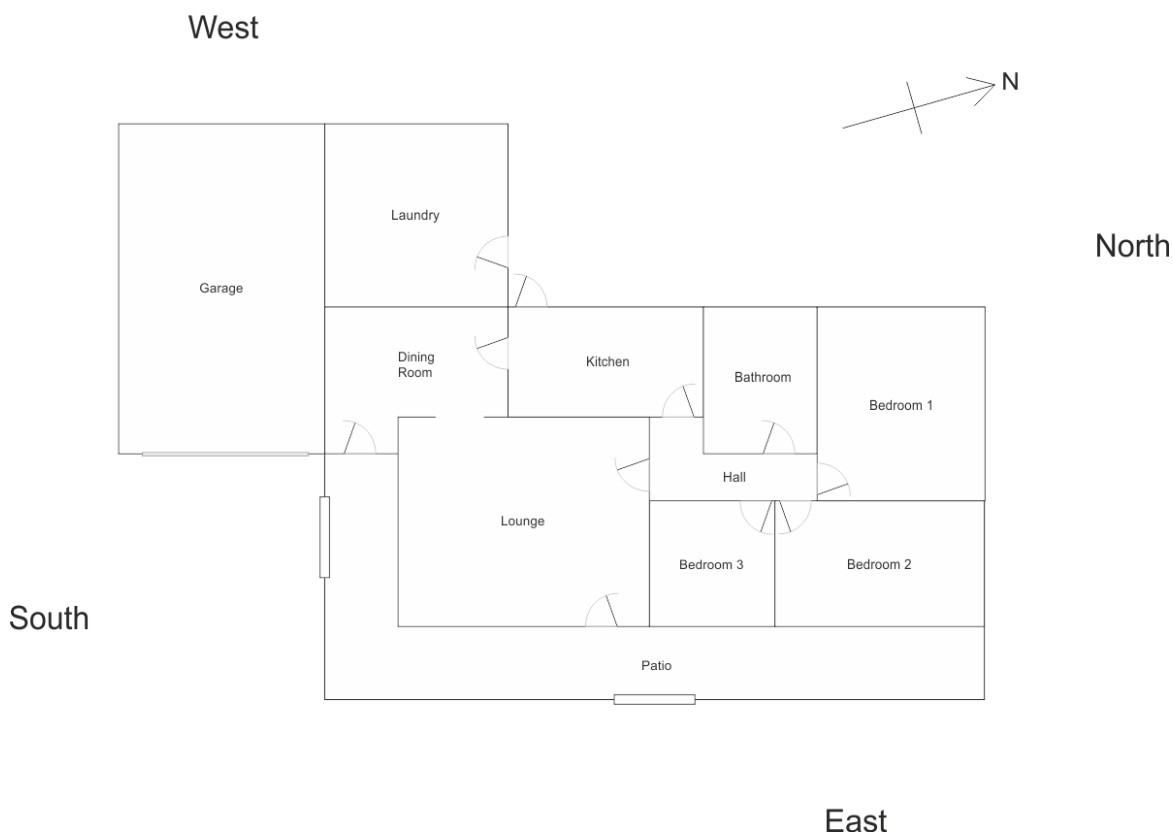 West
N
Laundry
North
Garage
Dining
Room
Kitchen
Bathroom
Bedroom 1
Hall
Lounge
Bedroom 3
Bedroom 2
South
Patio
East